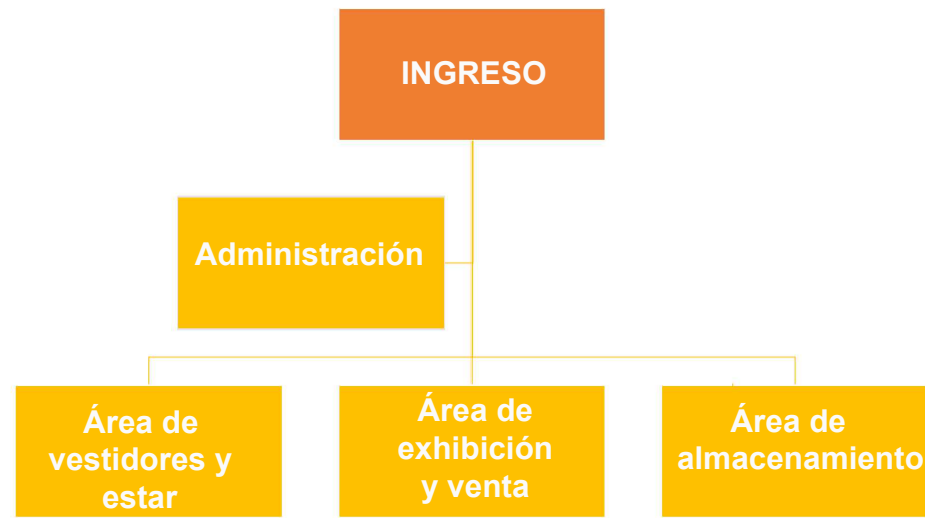 INGRESO
Administración
Área de
vestidores y
estar
Área de
exhibición
y venta
Área de
almacenamiento